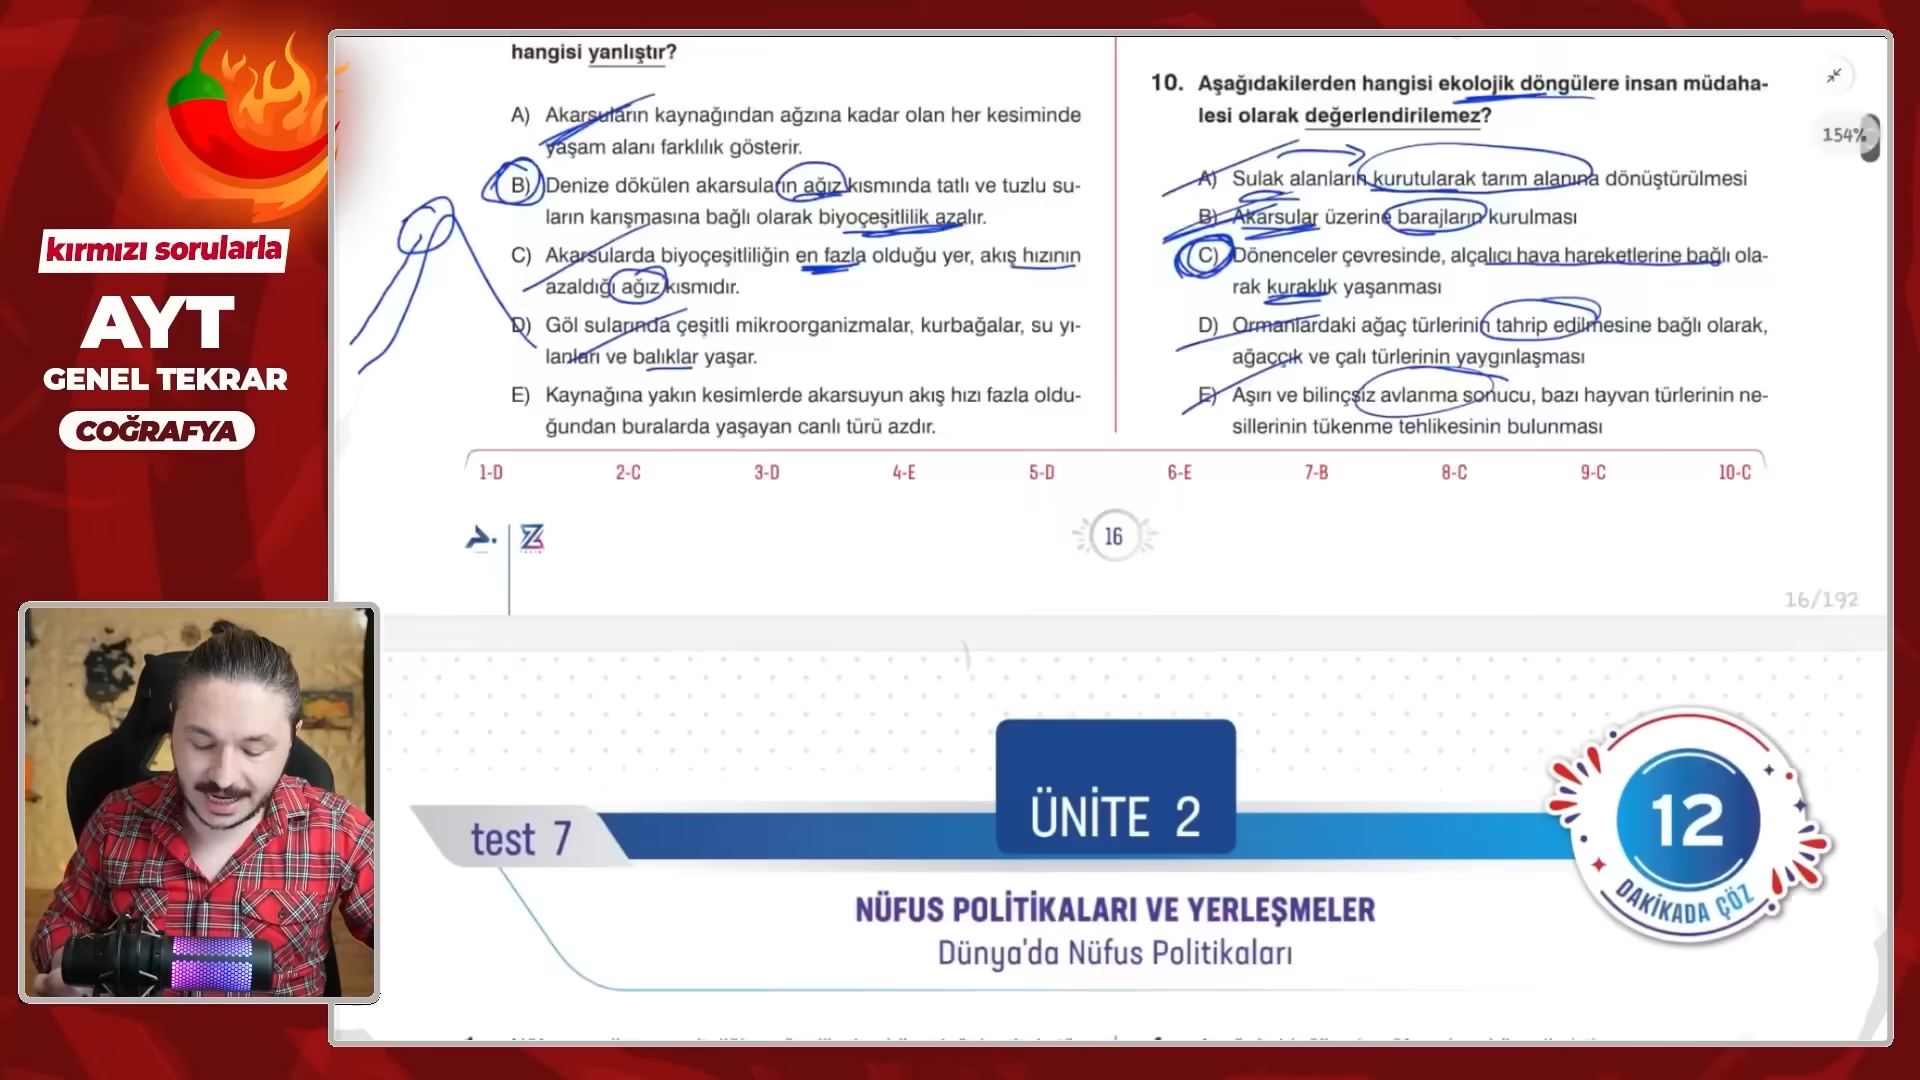 kırmızı sorularla
AYT
GENEL TEKRAR
COĞRAFYA
hangisi yanlıştır?
A) Akarsuların kaynağından ağzına kadar olan her kesiminde
yaşam alanı farklılık gösterir.
B) Denize dökülen akarsuların ağız kısmında tatlı ve tuzlu su-
ların karışmasına bağlı olarak biyoçeşitlilik azalır.
C) Akarsularda biyoçeşitliliğin en fazla olduğu yer, akış hızının
azaldığı ağız kısmıdır.
D) Göl sularında çeşitli mikroorganizmalar, kurbağalar, su yı-
lanları ve balıklar yaşar.
E) Kaynağına yakın kesimlerde akarsuyun akış hızı fazla oldu-
ğundan buralarda yaşayan canlı türü azdır.
10. Aşağıdakilerden hangisi ekolojik döngülere insan müdaha-
lesi olarak değerlendirilemez?
A) Sulak alanların kurutularak tarım alanına dönüştürülmesi
B) Akarsular üzerine barajların kurulması
C) Dönenceler çevresinde, alçalıcı hava hareketlerine bağlı ola-
rak kuraklık yaşanması
D) Ormanlardaki ağaç türlerinin tahrip edilmesine bağlı olarak,
ağaççık ve çalı türlerinin yaygınlaşması
E) Aşırı ve bilinçsiz avlanma sonucu, bazı hayvan türlerinin ne-
sillerinin tükenme tehlikesinin bulunması
154%
1-D 2-C 3-D 4-E 5-D 6-E 7-B 8-C 9-C 10-C
16
16/192
test 7
ÜNİTE 2
12
DAKİKADA ÇÖZ
NÜFUS POLİTİKALARI VE YERLEŞMELER
Dünya'da Nüfus Politikaları